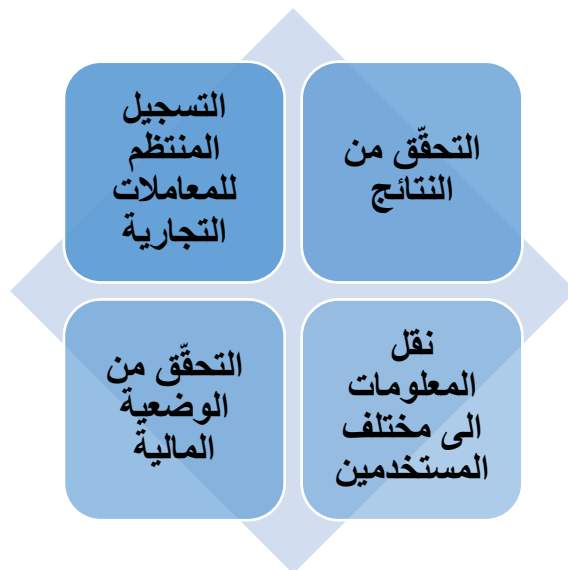 التسجيل
المنتظم
للمعاملات
التجارية
التحقّق من
النتائج
التحقّق من
الوضعية
المالية
نقل
المعلومات
الى مختلف
المستخدمين